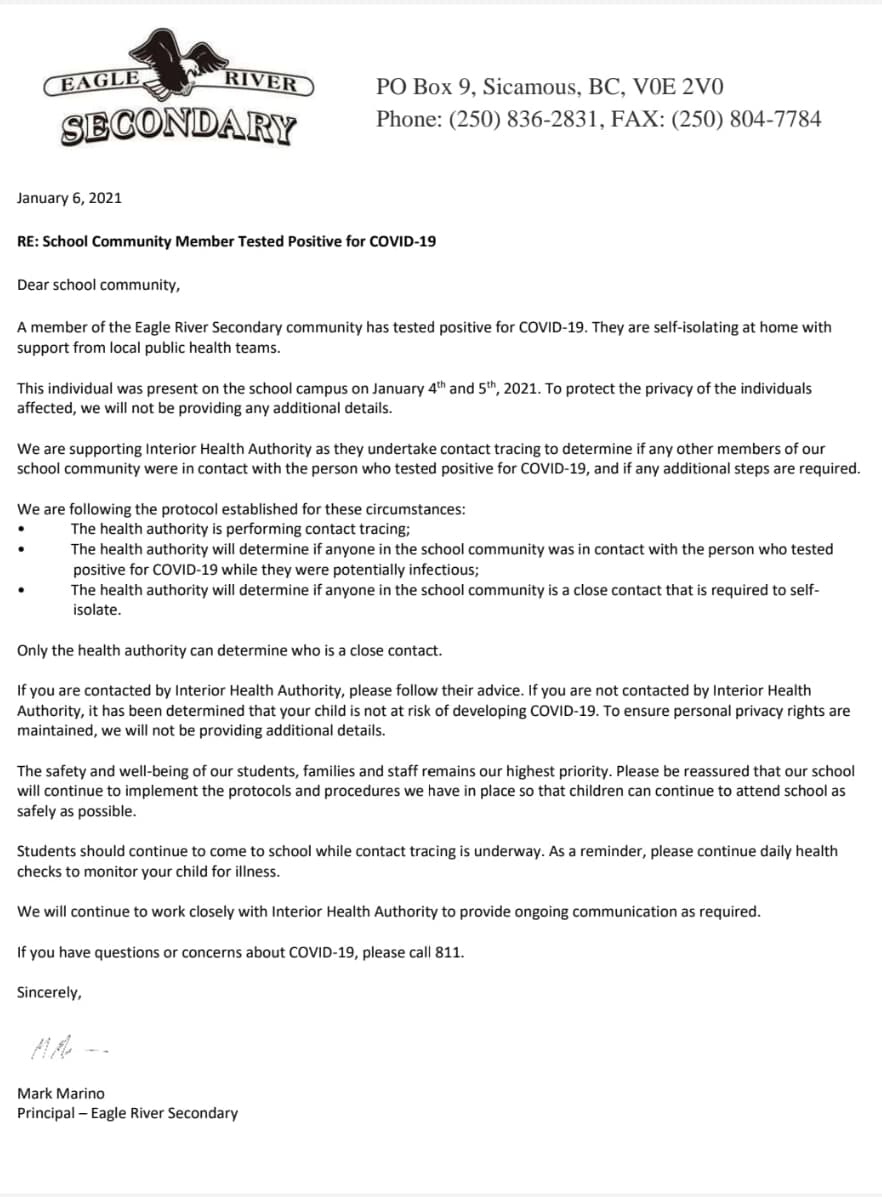 EAGLE RIVER
SECONDARY
PO Box 9, Sicamous, BC, V0E 2V0
Phone: (250) 836-2831, FAX: (250) 804-7784
January 6, 2021
RE: School Community Member Tested Positive for COVID-19
Dear school community,
A member of the Eagle River Secondary community has tested positive for COVID-19. They are self-isolating at home with
support from local public health teams.
This individual was present on the school campus on January 4th and 5th, 2021. To protect the privacy of the individuals
affected, we will not be providing any additional details.
We are supporting Interior Health Authority as they undertake contact tracing to determine if any other members of our
school community were in contact with the person who tested positive for COVID-19, and if any additional steps are required.
We are following the protocol established for these circumstances:
• The health authority is performing contact tracing;
• The health authority will determine if anyone in the school community was in contact with the person who tested
positive for COVID-19 while they were potentially infectious;
• The health authority will determine if anyone in the school community is a close contact that is required to self-
isolate.
Only the health authority can determine who is a close contact.
If you are contacted by Interior Health Authority, please follow their advice. If you are not contacted by Interior Health
Authority, it has been determined that your child is not at risk of developing COVID-19. To ensure personal privacy rights are
maintained, we will not be providing additional details.
The safety and well-being of our students, families and staff remains our highest priority. Please be reassured that our school
will continue to implement the protocols and procedures we have in place so that children can continue to attend school as
safely as possible.
Students should continue to come to school while contact tracing is underway. As a reminder, please continue daily health
checks to monitor your child for illness.
We will continue to work closely with Interior Health Authority to provide ongoing communication as required.
If you have questions or concerns about COVID-19, please call 811.
Sincerely,
Mark Marino
Principal – Eagle River Secondary